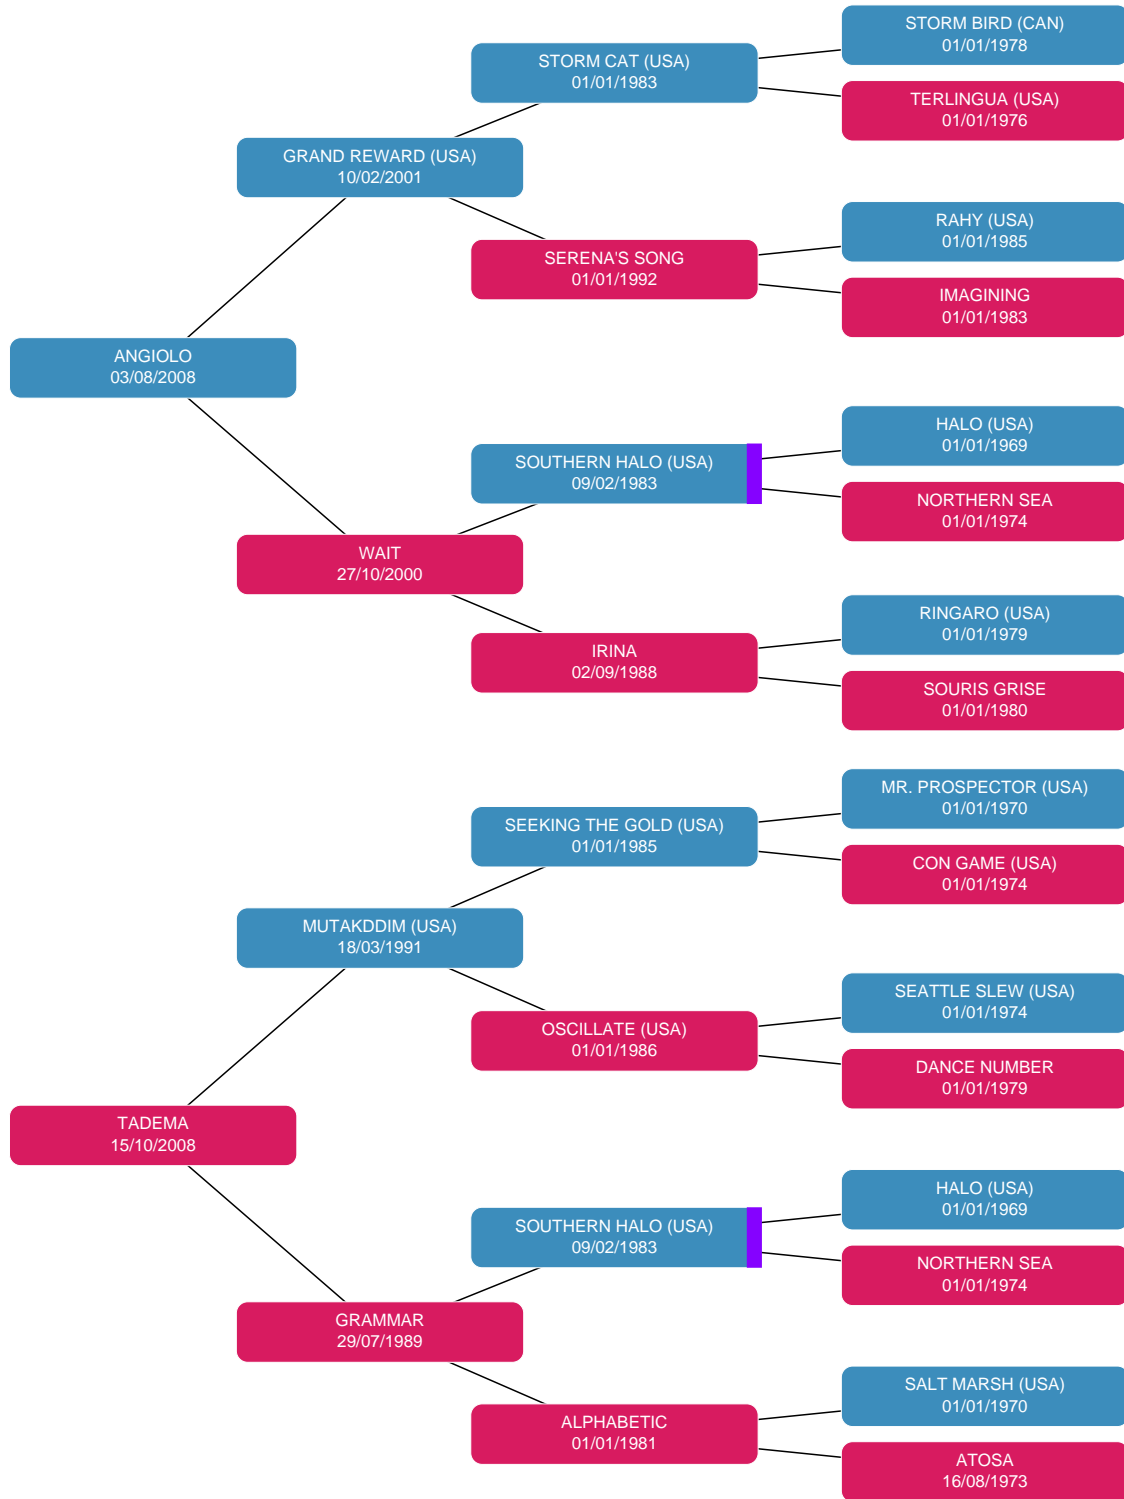 STORM BIRD (CAN)
01/01/1978
STORM CAT (USA)
01/01/1983
TERLINGUA (USA)
01/01/1976
GRAND REWARD (USA)
10/02/2001
RAHY (USA)
01/01/1985
SERENA'S SONG
01/01/1992
IMAGINING
01/01/1983
ANGIOLO
03/08/2008
HALO (USA)
01/01/1969
SOUTHERN HALO (USA)
09/02/1983
NORTHERN SEA
01/01/1974
WAIT
27/10/2000
RINGARO (USA)
01/01/1979
IRINA
02/09/1988
SOURIS GRISE
01/01/1980
MR. PROSPECTOR (USA)
01/01/1970
SEEKING THE GOLD (USA)
01/01/1985
CON GAME (USA)
01/01/1974
MUTAKDDIM (USA)
18/03/1991
SEATTLE SLEW (USA)
01/01/1974
OSCILLATE (USA)
01/01/1986
DANCE NUMBER
01/01/1979
TADEMA
15/10/2008
HALO (USA)
01/01/1969
SOUTHERN HALO (USA)
09/02/1983
NORTHERN SEA
01/01/1974
GRAMMAR
29/07/1989
SALT MARSH (USA)
01/01/1970
ALPHABETIC
01/01/1981
ATOSA
16/08/1973